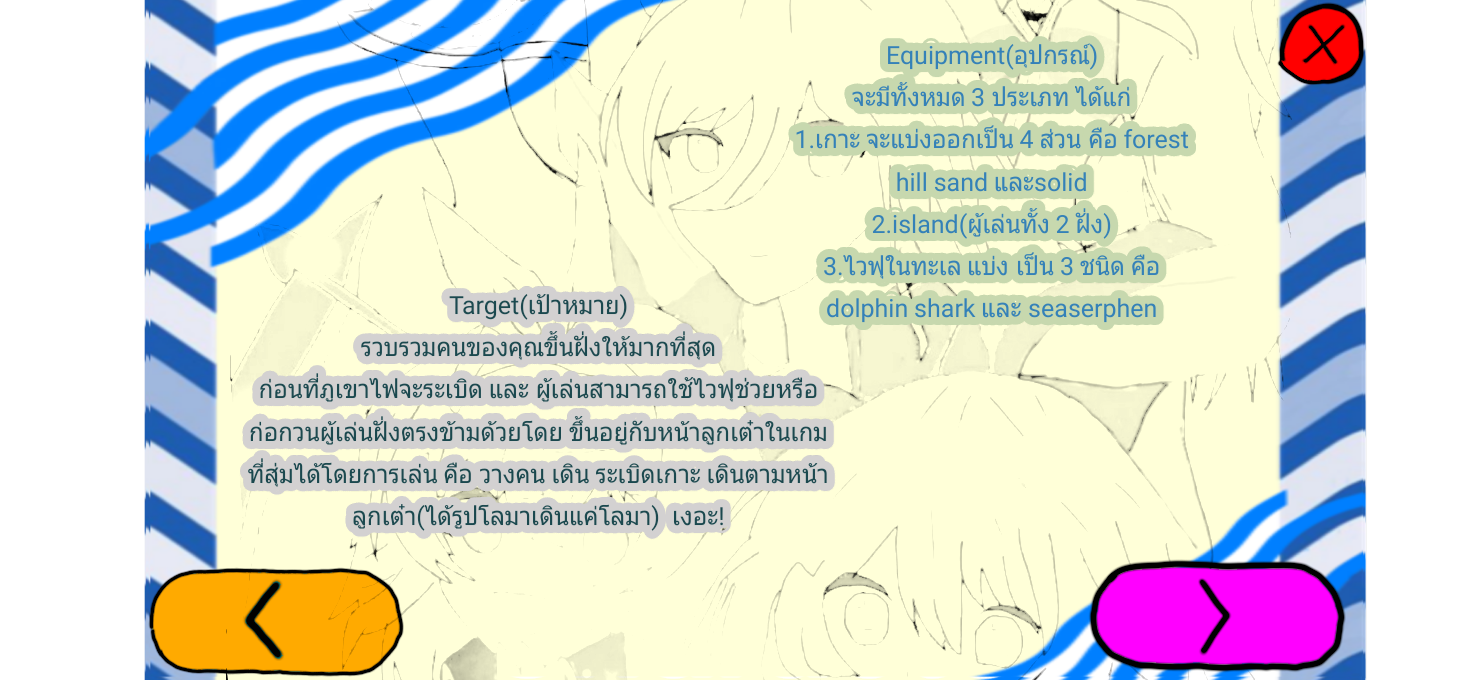 Equipment(อุปกรณ์)
จะมีทั้งหมด 3 ประเภท ได้แก่
1.เกาะ จะแบ่งออกเป็น 4 ส่วน คือ forest
hill sand และsolid
2.island(ผู้เล่นทั้ง 2 ฝั่ง)
3.ไวฟุในทะเล แบ่ง เป็น 3 ชนิด คือ
dolphin shark และ seaserphen
Target(เป้าหมาย)
รวบรวมคนของคุณขึ้นฝั่งให้มากที่สุด
ก่อนที่ภูเขาไฟจะระเบิด และ ผู้เล่นสามารถใช้ไวฟุช่วยหรือ
ก่อกวนผู้เล่นฝั่งตรงข้ามด้วยโดย ขึ้นอยู่กับหน้าลูกเต๋าในเกม
ที่สุ่มได้โดยการเล่น คือ วางคน เดิน ระเบิดเกาะ เดินตามหน้า
ลูกเต๋า(ได้รูปโลมาเดินแค่โลมา) เงอะ!